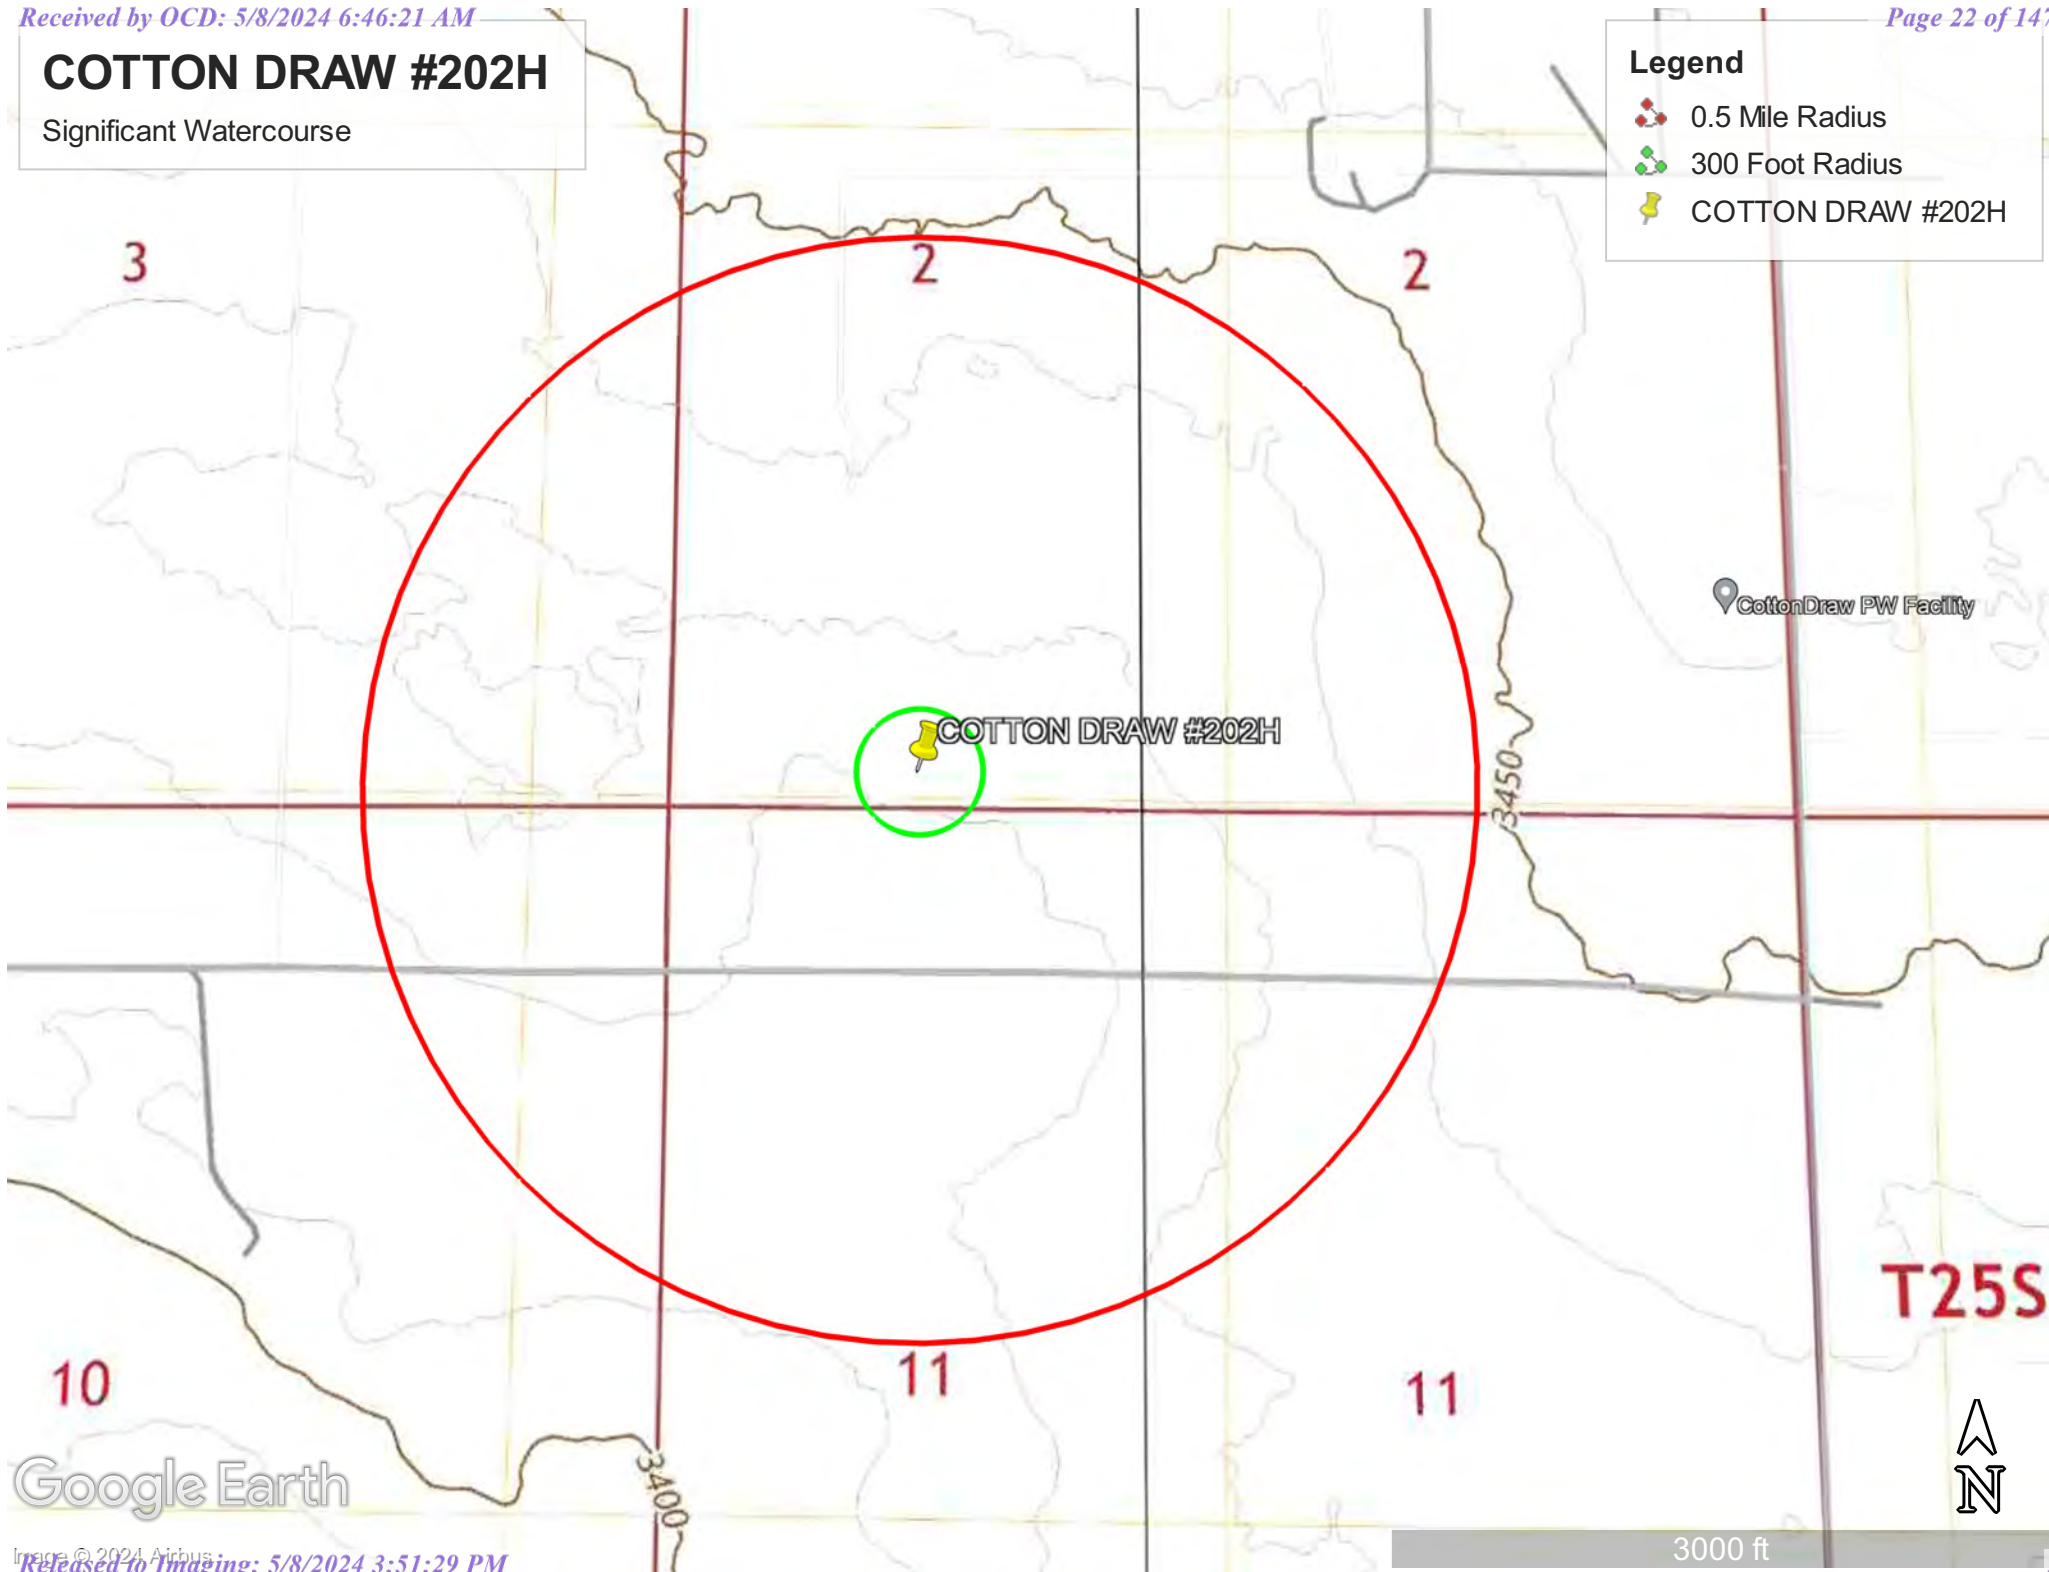 Received by OCD: 5/8/2024 6:46:21 AM
Page 22 of 147
COTTON DRAW #202H
Significant Watercourse
Legend
0.5 Mile Radius
300 Foot Radius
COTTON DRAW #202H
3
2
2
CottonDraw PW Facility
COTTON DRAW #202H
3450
T25S
10
11
11
3400
N
Google Earth
3000 ft
Image © 2024 Airbus
Released to Imaging: 5/8/2024 3:51:29 PM